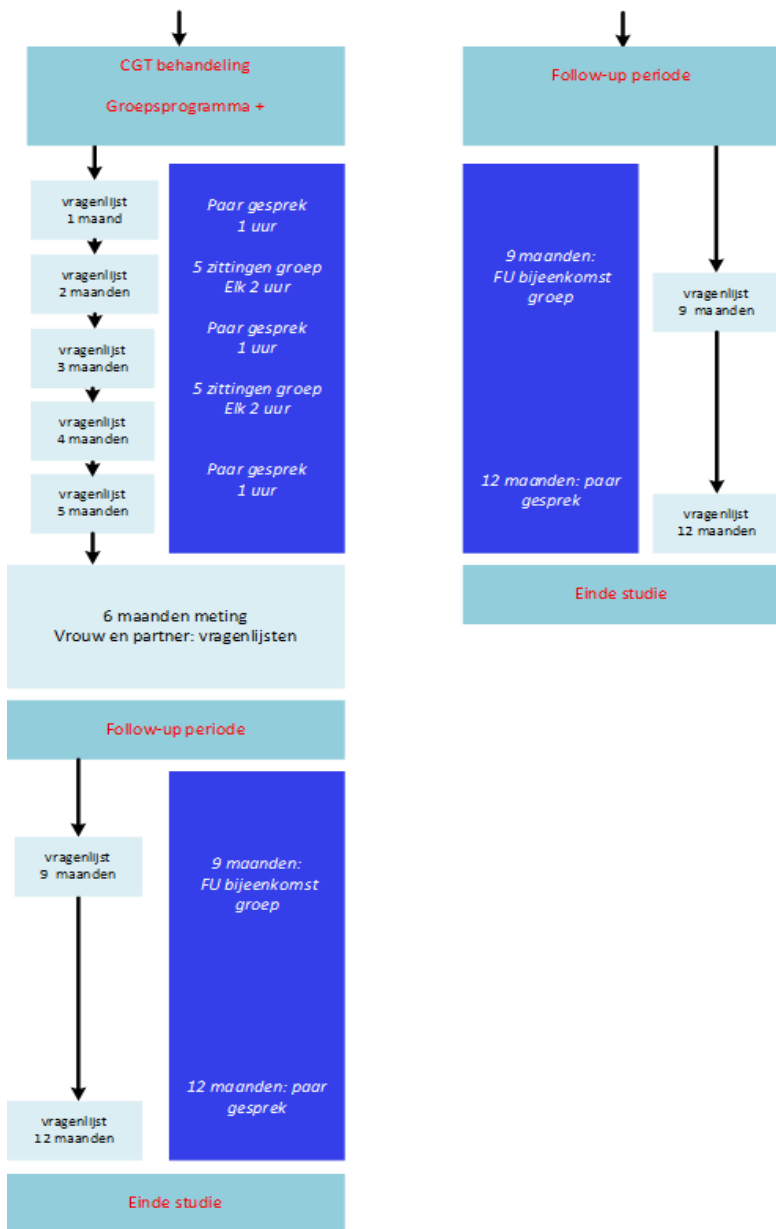 CGT behandeling
Groepsprogramma +
vragenlijst
1 maand
vragenlijst
2 maanden
vragenlijst
3 maanden
vragenlijst
4 maanden
vragenlijst
5 maanden
Paar gesprek
1 uur
5 zittingen groep
Elk 2 uur
Paar gesprek
1 uur
5 zittingen groep
Elk 2 uur
Paar gesprek
1 uur
6 maanden meting
Vrouw en partner: vragenlijsten
Follow-up periode
vragenlijst
9 maanden
vragenlijst
12 maanden
9 maanden:
FU bijeenkomst
groep
12 maanden: paar
gesprek
Einde studie
Follow-up periode
9 maanden:
FU bijeenkomst
groep
12 maanden: paar
gesprek
vragenlijst
9 maanden
vragenlijst
12 maanden
Einde studie